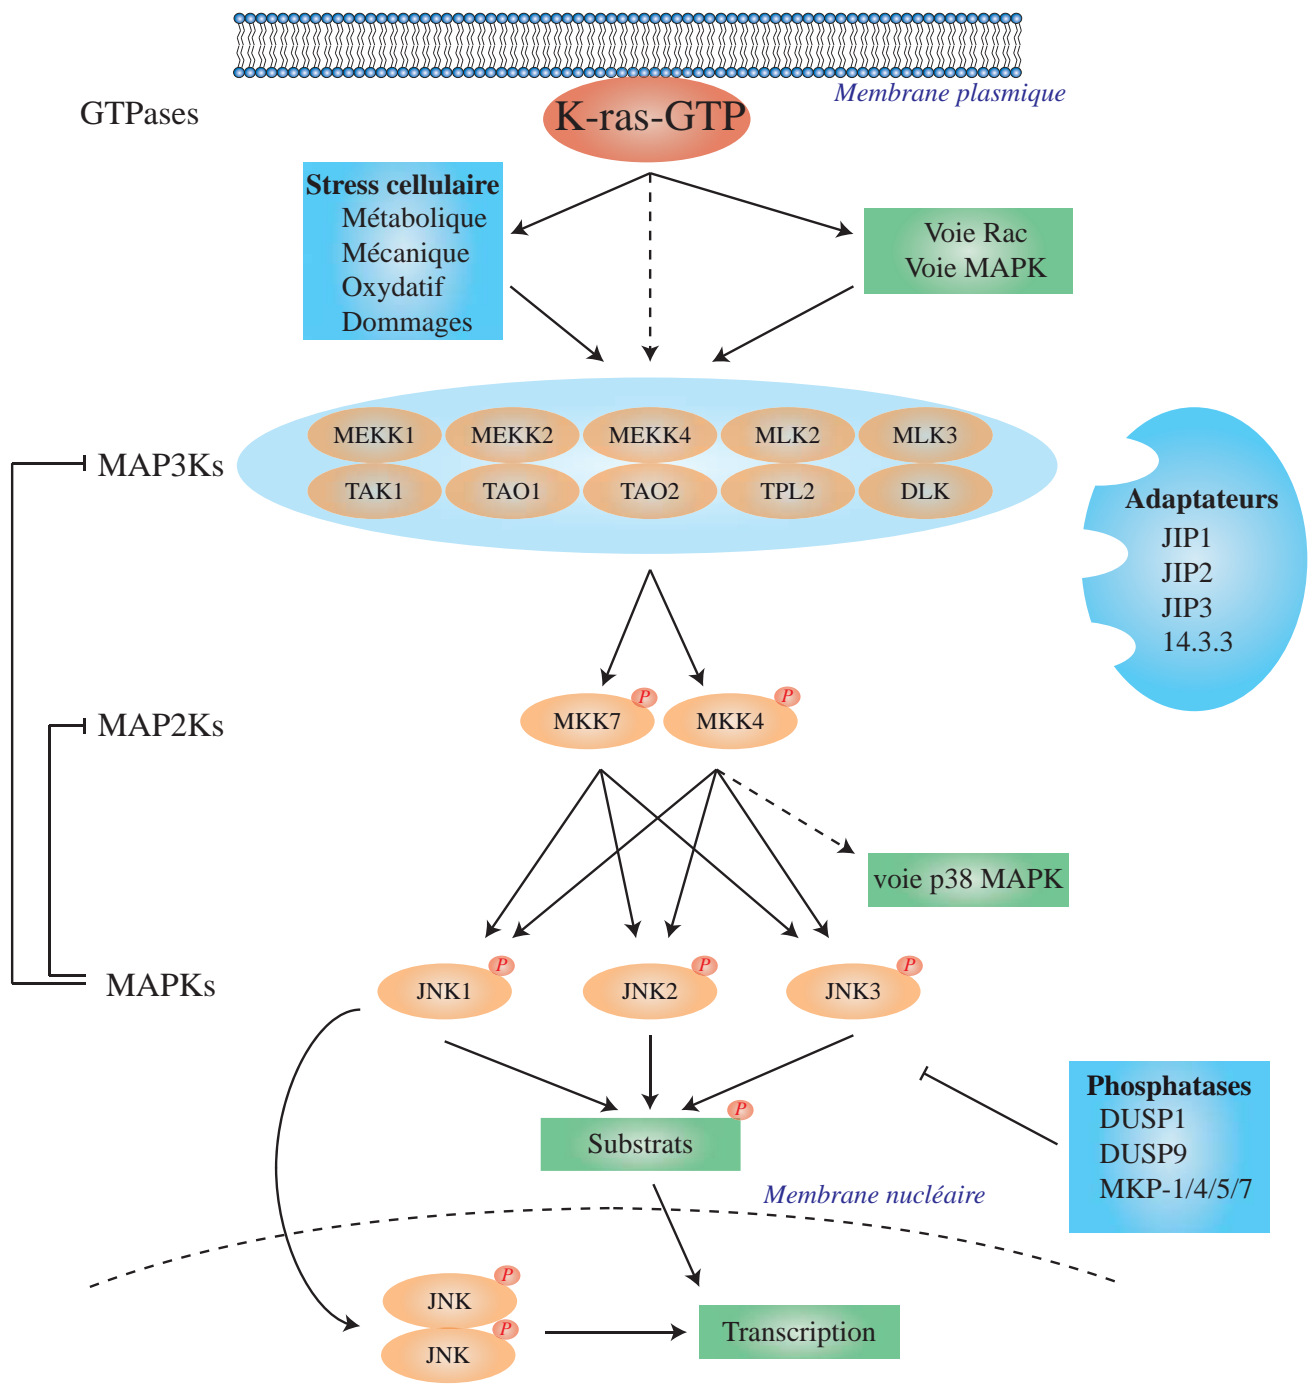 Membrane plasmique
GTPases
K-ras-GTP
Stress cellulaire
Métabolique
Mécanique
Oxydatif
Dommages
Voie Rac
Voie MAPK
MAP3Ks
MEKK1
MEKK2
MEKK4
MLK2
MLK3
TAK1
TAO1
TAO2
TPL2
DLK
Adaptateurs
JIP1
JIP2
JIP3
14.3.3
MAP2Ks
P
MKK7
P
MKK4
voie p38 MAPK
MAPKs
P
JNK1
P
JNK2
P
JNK3
P
Substrats
Phosphatases
DUSP1
DUSP9
MKP-1/4/5/7
Membrane nucléaire
P
JNK
P
JNK
Transcription